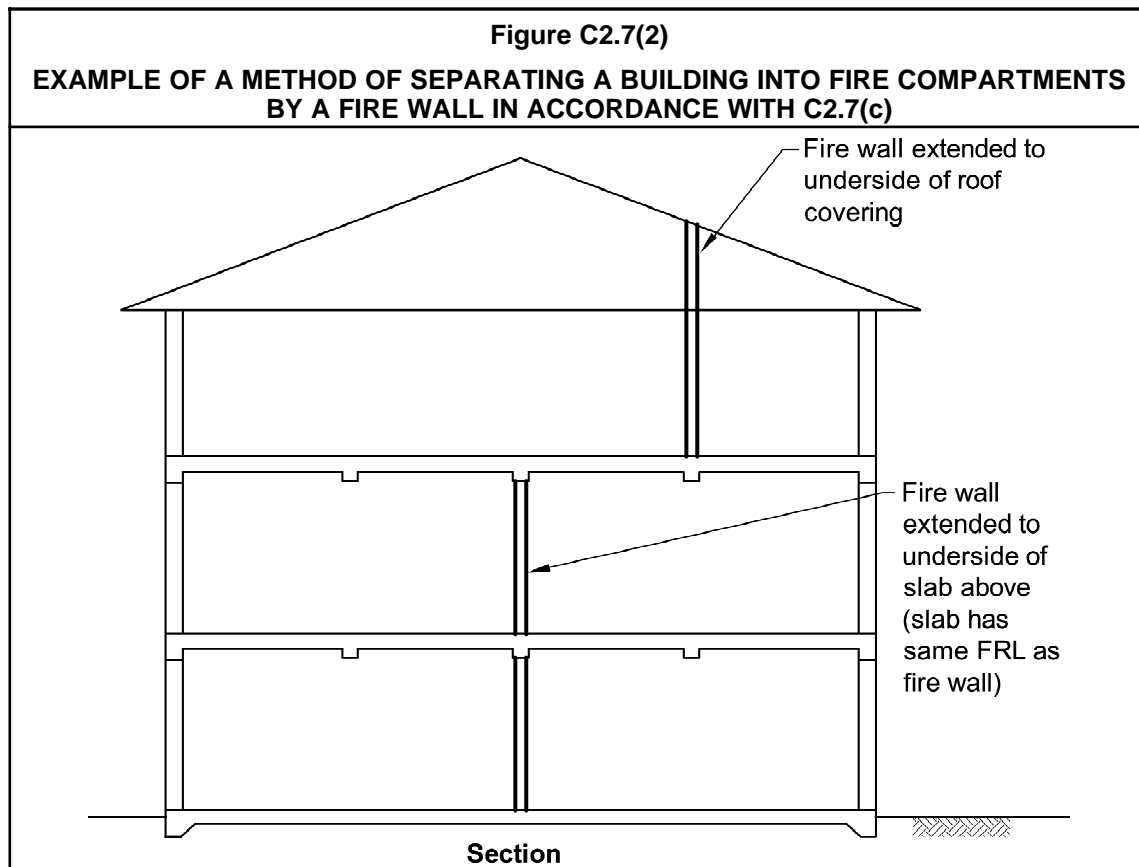 Figure C2.7(2)
EXAMPLE OF A METHOD OF SEPARATING A BUILDING INTO FIRE COMPARTMENTS
BY A FIRE WALL IN ACCORDANCE WITH C2.7(c)
Fire wall extended to
underside of roof
covering
Fire wall
extended to
underside of
slab above
(slab has
same FRL as
fire wall)
Section